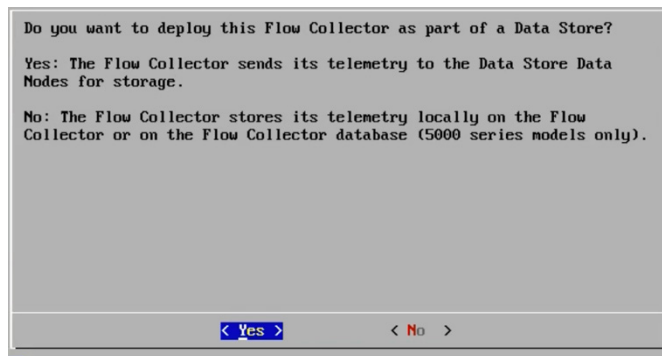 Do you want to deploy this Flow Collector as part of a Data Store?
Yes: The Flow Collector sends its telemetry to the Data Store Data
Nodes for storage.
No: The Flow Collector stores its telemetry locally on the Flow
Collector or on the Flow Collector database (5000 series models only).
< Yes > < No >